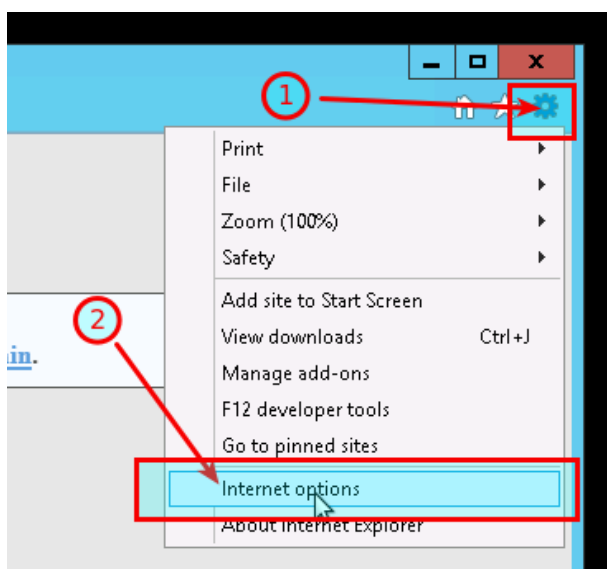 x
1
Print
File
Zoom (100%)
Safety
Add site to Start Screen
2
View downloads Ctrl+J
in.
Manage add-ons
F12 developer tools
Go to pinned sites
Internet options
About Internet Explorer